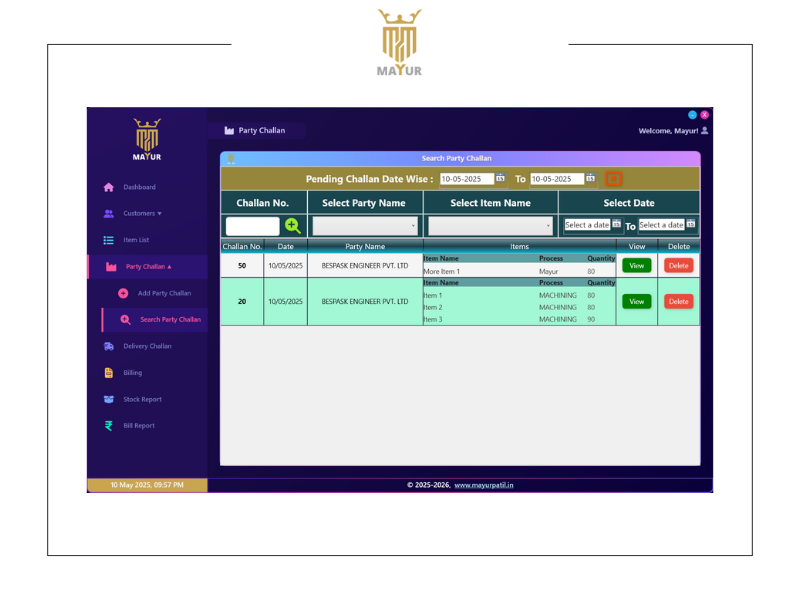 MAYUR
MAYUR
Party Challan
Welcome, Mayur!
Dashboard
Customers ▾
Item List
Party Challan ▴
Add Party Challan
Search Party Challan
Delivery Challan
Billing
Stock Report
Bill Report
10 May 2025, 09:57 PM
Search Party Challan
Pending Challan Date Wise : 10-05-2025 15 To 10-05-2025 15
Challan No. Select Party Name Select Item Name Select Date
Select a date 15 To Select a date 15
Challan No. Date Party Name Items View Delete
Item Name Process Quantity
50 10/05/2025 BESPASK ENGINEER PVT. LTD View Delete
More Item 1 Mayur 80
Item Name Process Quantity
Item 1 MACHINING 80
20 10/05/2025 BESPASK ENGINEER PVT. LTD Item 2 MACHINING 80 View Delete
Item 3 MACHINING 90
© 2025-2026, www.mayurpatil.in